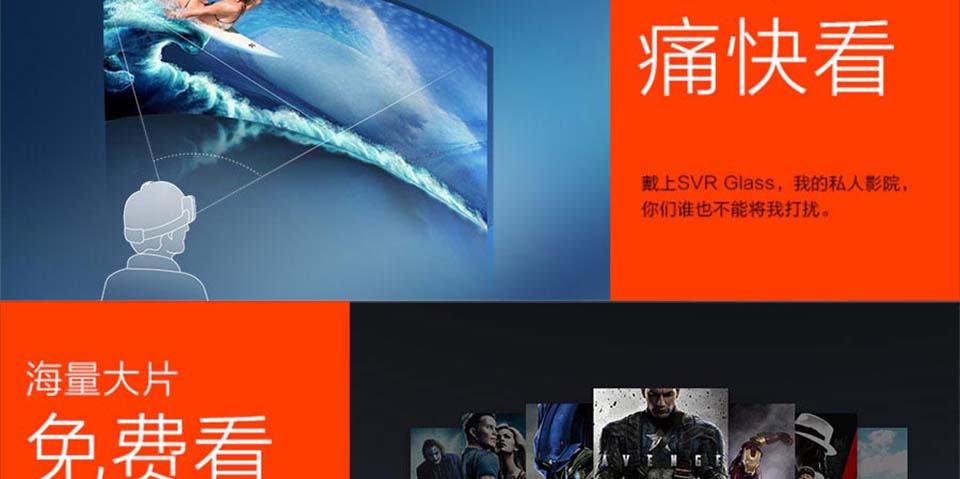 痛快看
戴上SVR Glass，我的私人影院，
你们谁也不能将我打扰。
海量大片
免费看
AVENGE